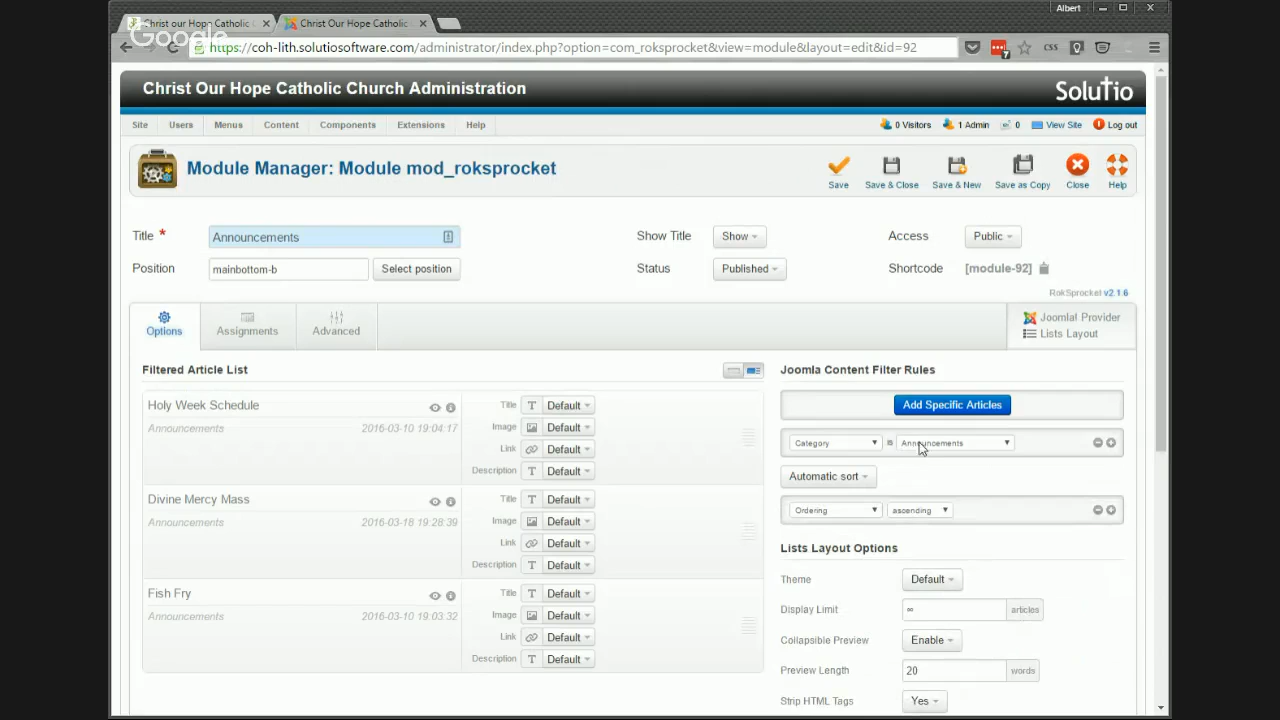 Albert
Christ our Hope Catholic
Christ Our Hope Catholic
Google
https://coh-lith.solutiosoftware.com/administrator/index.php?option=com_roksprocket&view=module&layout=edit&id=92
CSS
7
Christ Our Hope Catholic Church Administration
Solutio
Site Users Menus Content Components Extensions Help
0 Visitors 1 Admin 0 View Site Log out
Module Manager: Module mod_roksprocket
Save Save & Close Save & New Save as Copy Close Help
Title * Announcements Show Title Show Access Public
Position mainbottom-b Select position Status Published Shortcode [module-92]
RokSprocket v2.1.6
Options Assignments Advanced
Joomla! Provider
Lists Layout
Filtered Article List
Holy Week Schedule
Announcements 2016-03-10 19:04:17
Title T Default
Image Default
Link Default
Description T Default
Divine Mercy Mass
Announcements 2016-03-18 19:28:39
Title T Default
Image Default
Link Default
Description T Default
Fish Fry
Announcements 2016-03-10 19:03:32
Title T Default
Image Default
Link Default
Description T Default
Joomla Content Filter Rules
Add Specific Articles
Category is Announcements
Automatic sort
Ordering ascending
Lists Layout Options
Theme Default
Display Limit ∞ articles
Collapsible Preview Enable
Preview Length 20 words
Strip HTML Tags Yes